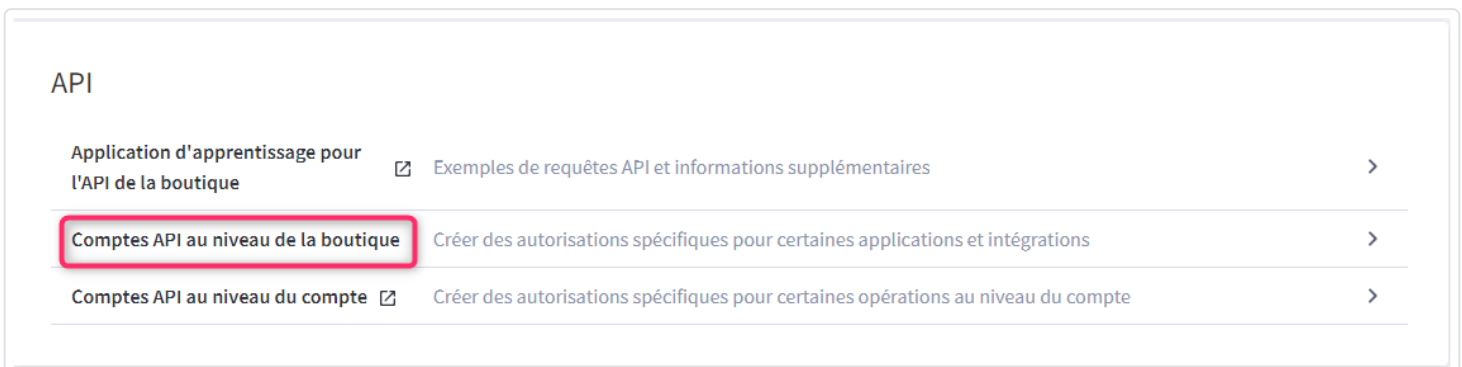 API
Application d'apprentissage pour
l'API de la boutique
Exemples de requêtes API et informations supplémentaires
Comptes API au niveau de la boutique
Créer des autorisations spécifiques pour certaines applications et intégrations
Comptes API au niveau du compte
Créer des autorisations spécifiques pour certaines opérations au niveau du compte